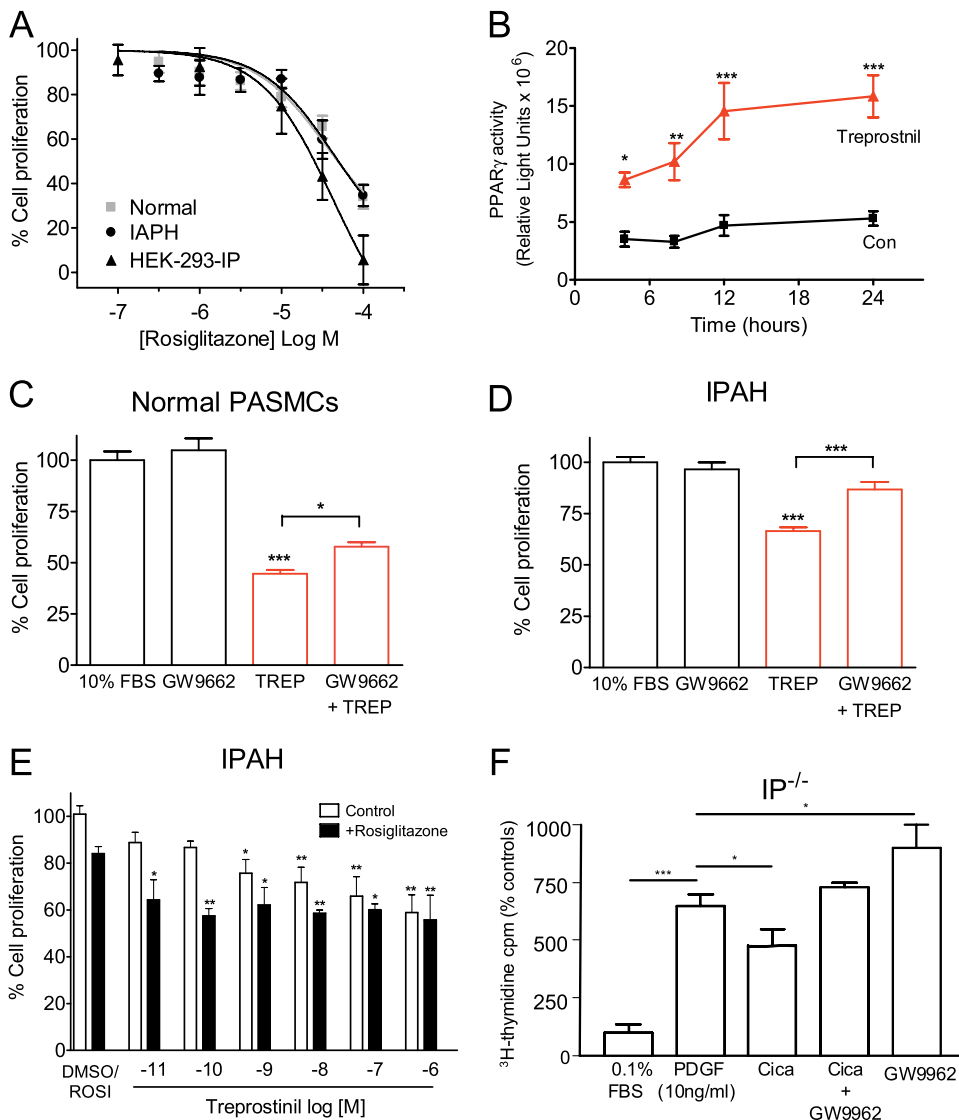 A
% Cell proliferation
100
80
60
40
20
0
Normal
IAPH
HEK-293-IP
-7
-6
-5
-4
[Rosiglitazone] Log M
B
PPARγ activity
(Relative Light Units x 10⁶)
20
15
10
5
0
*
**
***
***
Treprostnil
Con
0
6
12
18
24
Time (hours)
C
Normal PASMCs
% Cell proliferation
100
75
50
25
0
***
*
10% FBS
GW9662
TREP
GW9662
+ TREP
D
IPAH
% Cell proliferation
100
75
50
25
0
***
***
10% FBS
GW9662
TREP
GW9662
+ TREP
E
IPAH
% Cell proliferation
100
80
60
40
20
0
Control
+Rosiglitazone
*
**
*
*
**
**
**
*
**
**
DMSO/
ROSI
-11
-10
-9
-8
-7
-6
Treprostinil log [M]
F
IP-/-
³H-thymidine cpm (% controls)
1000
750
500
250
0
***
*
*
0.1%
FBS
PDGF
(10ng/ml)
Cica
Cica
+
GW9962
GW9962